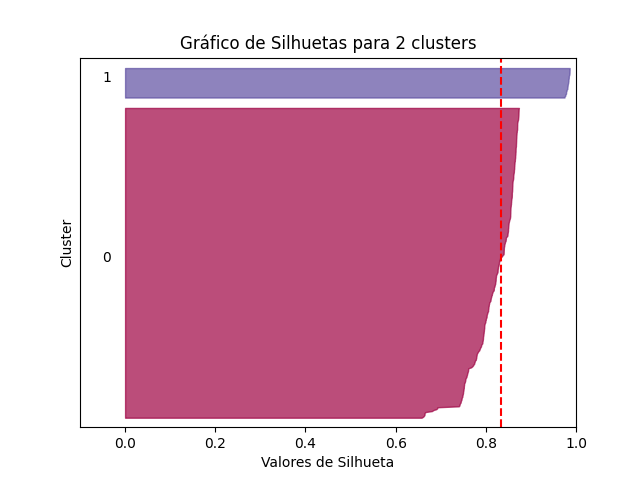 Gráfico de Silhuetas para 2 clusters
1
0
Cluster
0.0 0.2 0.4 0.6 0.8 1.0
Valores de Silhueta